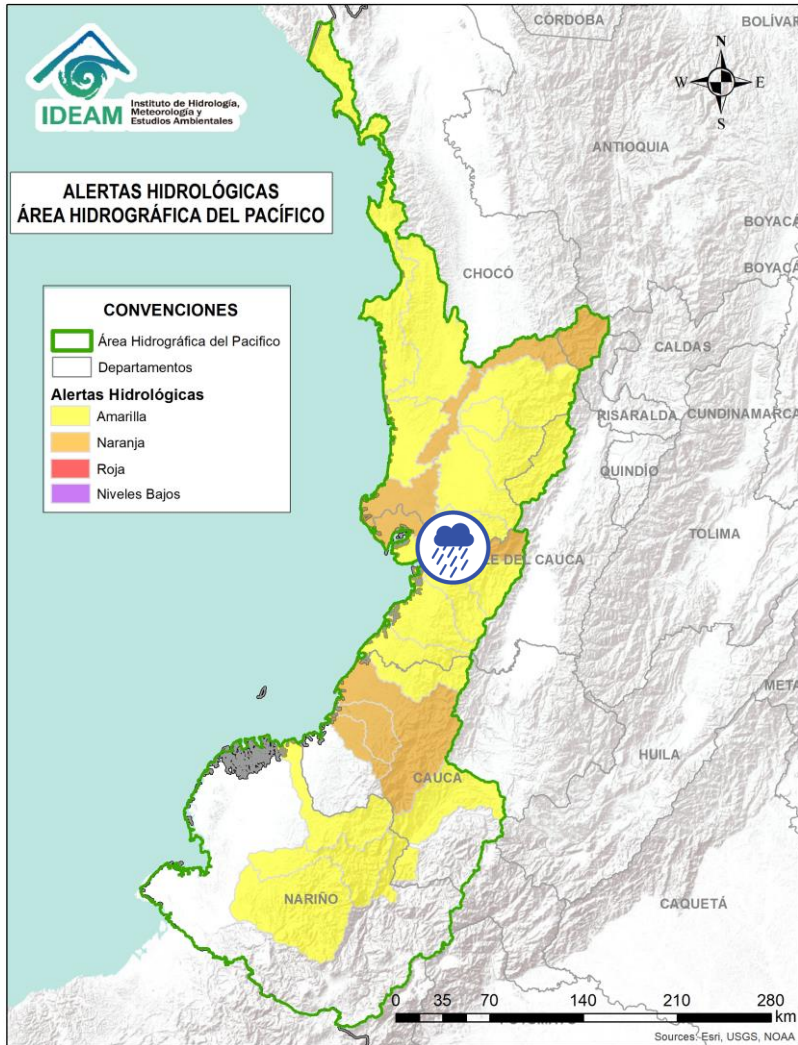 IDEAM
Instituto de Hidrología,
Meteorología y
Estudios Ambientales
ALERTAS HIDROLÓGICAS
ÁREA HIDROGRÁFICA DEL PACÍFICO
CONVENCIONES
Área Hidrográfica del Pacifico
Departamentos
Alertas Hidrológicas
Amarilla
Naranja
Roja
Niveles Bajos
N
W E
S
CÓRDOBA
BOLÍVAR
ANTIOQUIA
BOYACÁ
CHOCÓ
BOYACÁ
CALDAS
RISARALDA
CUNDINAMARCA
QUINDÍO
TOLIMA
LE DEL CAUCA
META
HUILA
CAUCA
NARIÑO
CAQUETÁ
0 35 70 140 210 280
km
Sources: Esri, USGS, NOAA